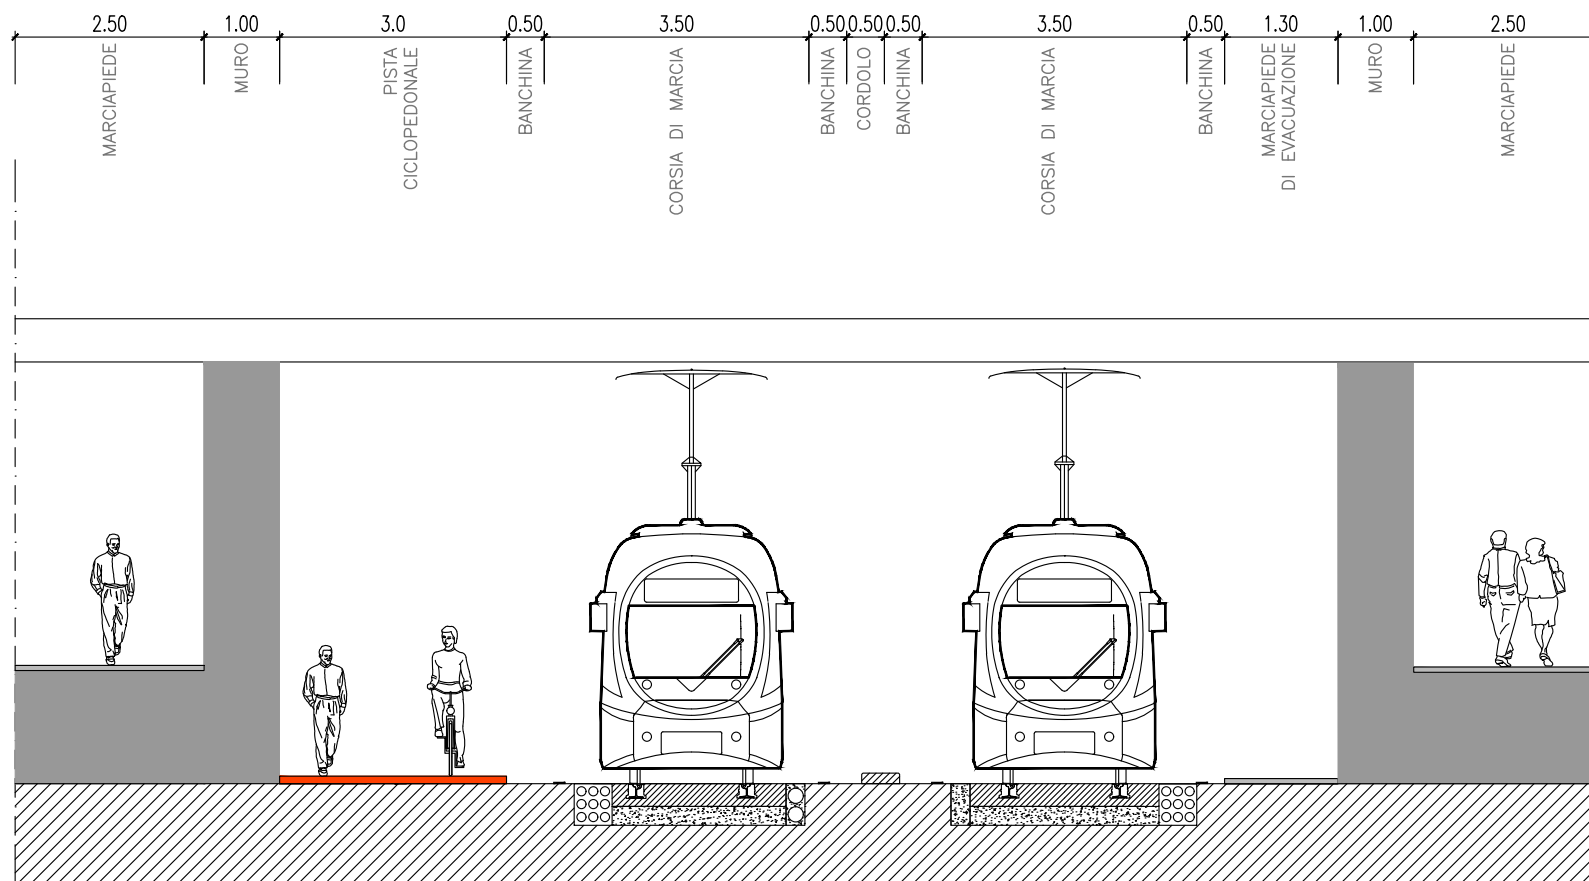 2.50 1.00 3.0 0.50 3.50 0.50 0.50 0.50 3.50 0.50 1.30 1.00 2.50
MARCIAPIEDE
MURO
PISTA
CICLOPEDONALE
BANCHINA
CORSIA DI MARCIA
BANCHINA
CORDOLO
BANCHINA
CORSIA DI MARCIA
BANCHINA
MARCIAPIEDE
DI EVACUAZIONE
MURO
MARCIAPIEDE